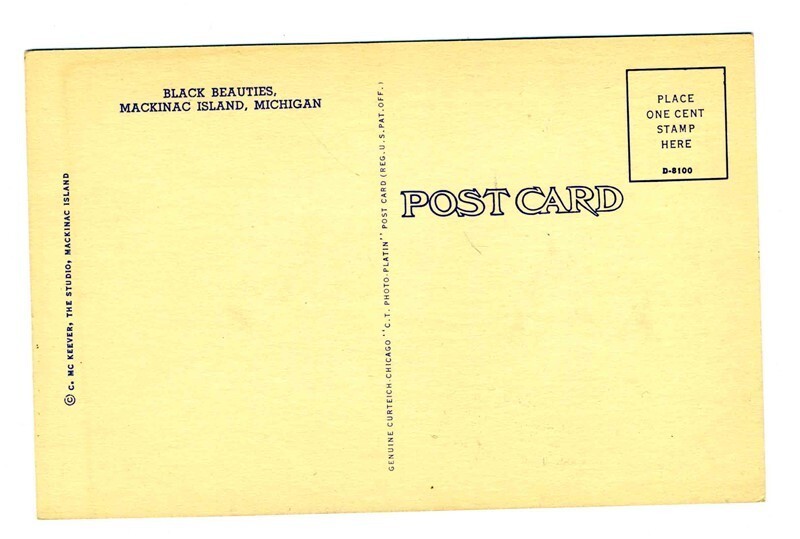 BLACK BEAUTIES,
MACKINAC ISLAND, MICHIGAN
© C. MC KEEVER, THE STUDIO, MACKINAC ISLAND
GENUINE CURTEICH-CHICAGO "C.T. PHOTO-PLATIN" POST CARD (REG. U.S. PAT. OFF.)
POST CARD
PLACE
ONE CENT
STAMP
HERE
D-8100